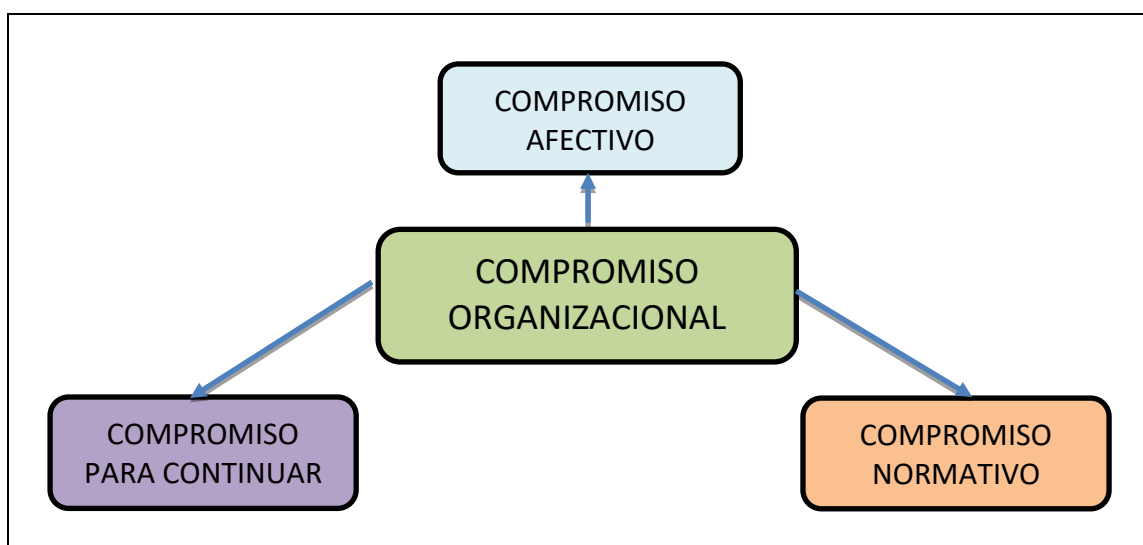 COMPROMISO
AFECTIVO
COMPROMISO
ORGANIZACIONAL
COMPROMISO
PARA CONTINUAR
COMPROMISO
NORMATIVO